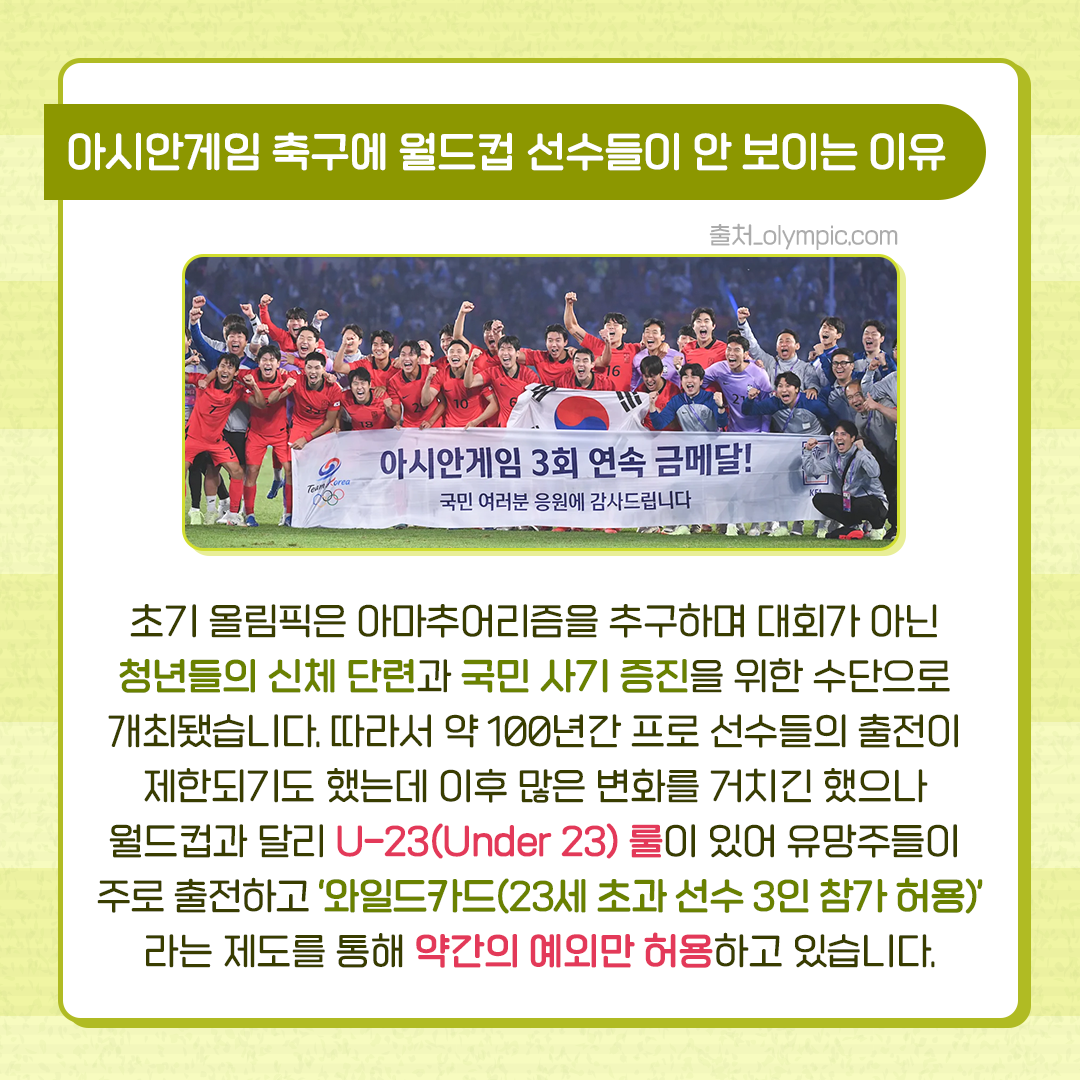 아시안게임 축구에 월드컵 선수들이 안 보이는 이유
출처_olympic.com
16
10
6
21
18
7
Team Korea
아시안게임 3회 연속 금메달!
국민 여러분 응원에 감사드립니다
KFA
초기 올림픽은 아마추어리즘을 추구하며 대회가 아닌
청년들의 신체 단련과 국민 사기 증진을 위한 수단으로
개최됐습니다. 따라서 약 100년간 프로 선수들의 출전이
제한되기도 했는데 이후 많은 변화를 거치긴 했으나
월드컵과 달리 U-23(Under 23) 룰이 있어 유망주들이
주로 출전하고 '와일드카드(23세 초과 선수 3인 참가 허용)'
라는 제도를 통해 약간의 예외만 허용하고 있습니다.